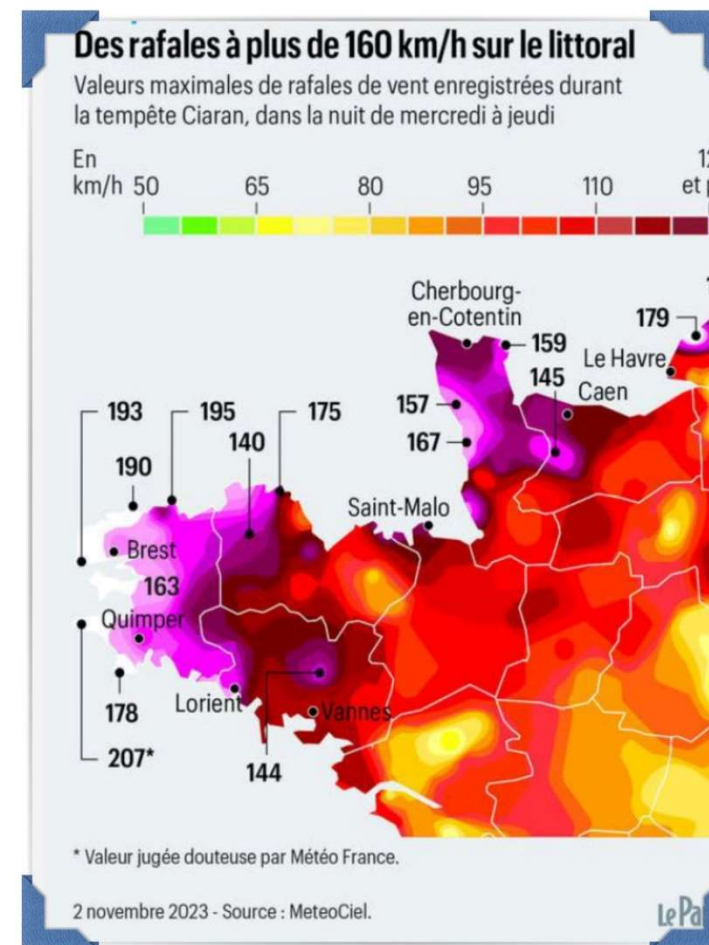 Des rafales à plus de 160 km/h sur le littoral
Valeurs maximales de rafales de vent enregistrées durant
la tempête Ciaran, dans la nuit de mercredi à jeudi
En
km/h 50 65 80 95 110 et
Cherbourg-
en-Cotentin
179
159
Le Havre
145
Caen
157
193 195 175
140
167
190
Saint-Malo
Brest
163
Quimper
Lorient
Vannes
178
207*
144
* Valeur jugée douteuse par Météo France.
2 novembre 2023 - Source : MeteoCiel.
Le Pa